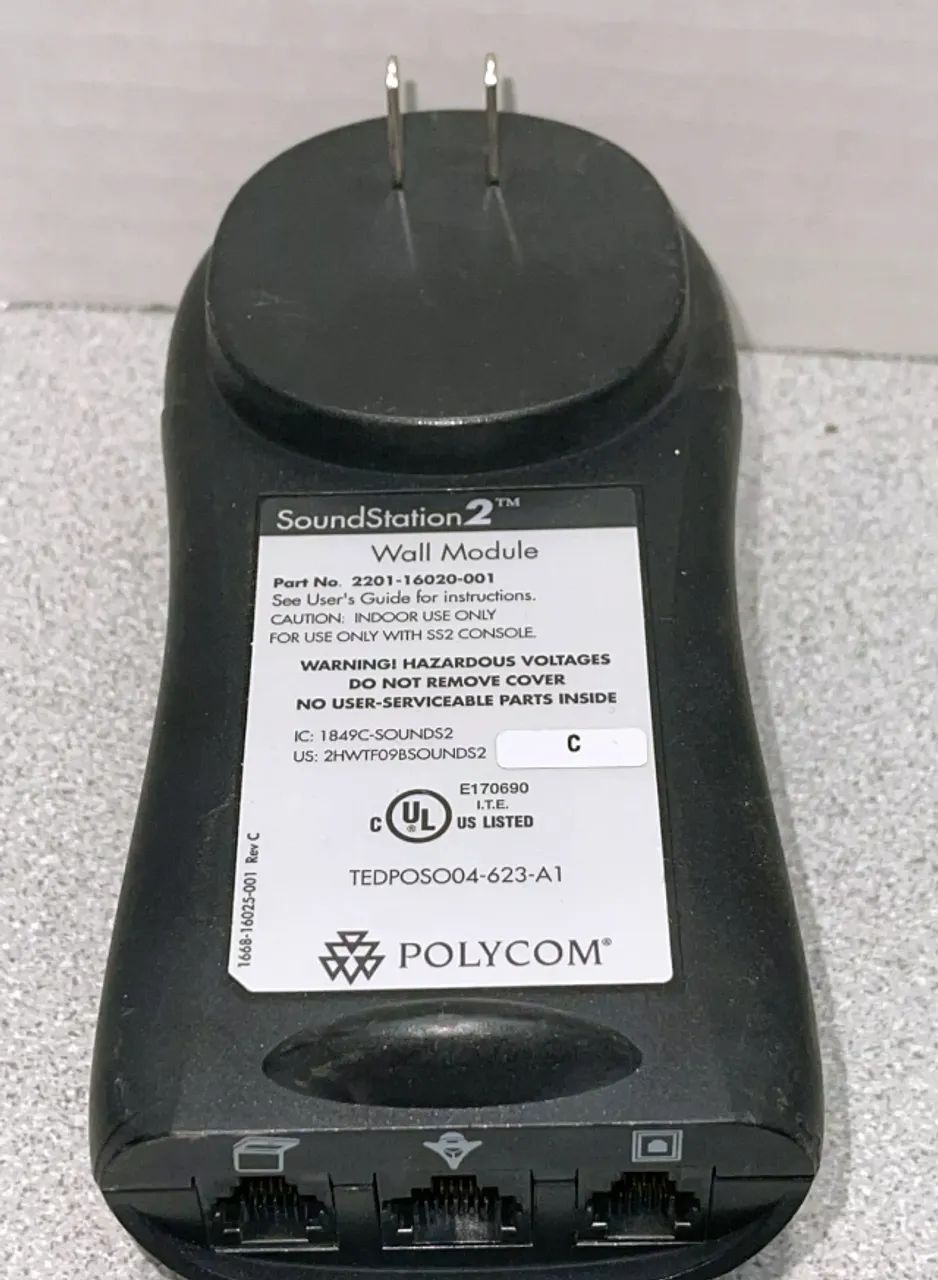 SoundStation2™
Wall Module
Part No. 2201-16020-001
See User's Guide for instructions.
CAUTION: INDOOR USE ONLY
FOR USE ONLY WITH SS2 CONSOLE.
WARNING! HAZARDOUS VOLTAGES
DO NOT REMOVE COVER
NO USER-SERVICEABLE PARTS INSIDE
IC: 1849C-SOUNDS2
US: 2HWTF09BSOUNDS2
C
E170690
I.T.E.
C UL® US LISTED
TEDPOSO04-623-A1
1668-16025-001 Rev C
POLYCOM®